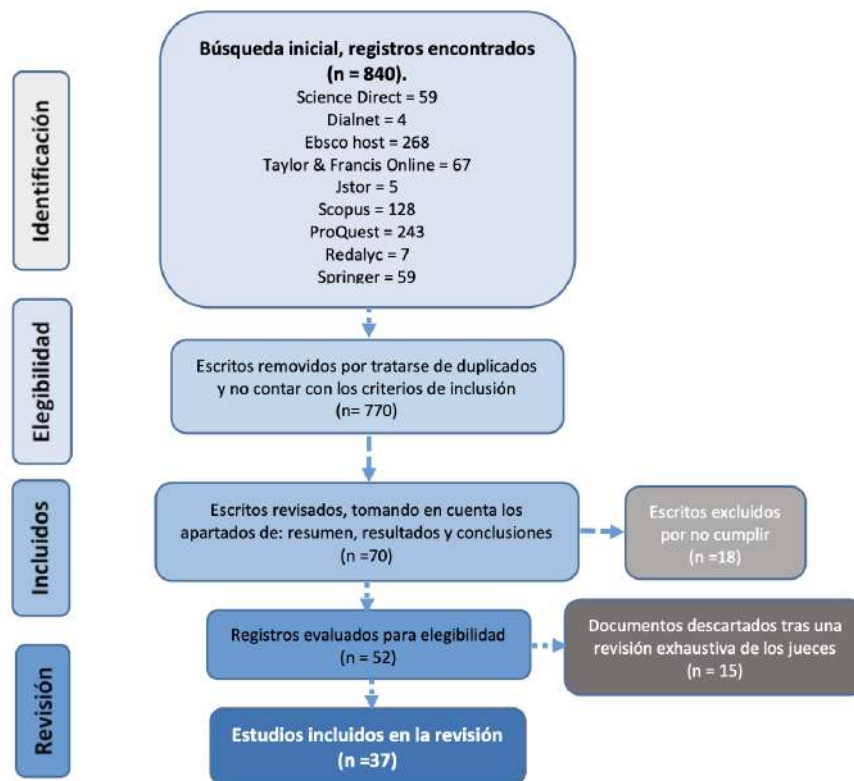 Identificación
Búsqueda inicial, registros encontrados
(n = 840).
Science Direct = 59
Dialnet = 4
Ebsco host = 268
Taylor & Francis Online = 67
Jstor = 5
Scopus = 128
ProQuest = 243
Redalyc = 7
Springer = 59
Elegibilidad
Escritos removidos por tratarse de duplicados
y no contar con los criterios de inclusión
(n= 770)
Incluidos
Escritos revisados, tomando en cuenta los
apartados de: resumen, resultados y conclusiones
(n =70)
Escritos excluidos
por no cumplir
(n =18)
Revisión
Registros evaluados para elegibilidad
(n = 52)
Documentos descartados tras una
revisión exhaustiva de los jueces
(n = 15)
Estudios incluidos en la revisión
(n =37)